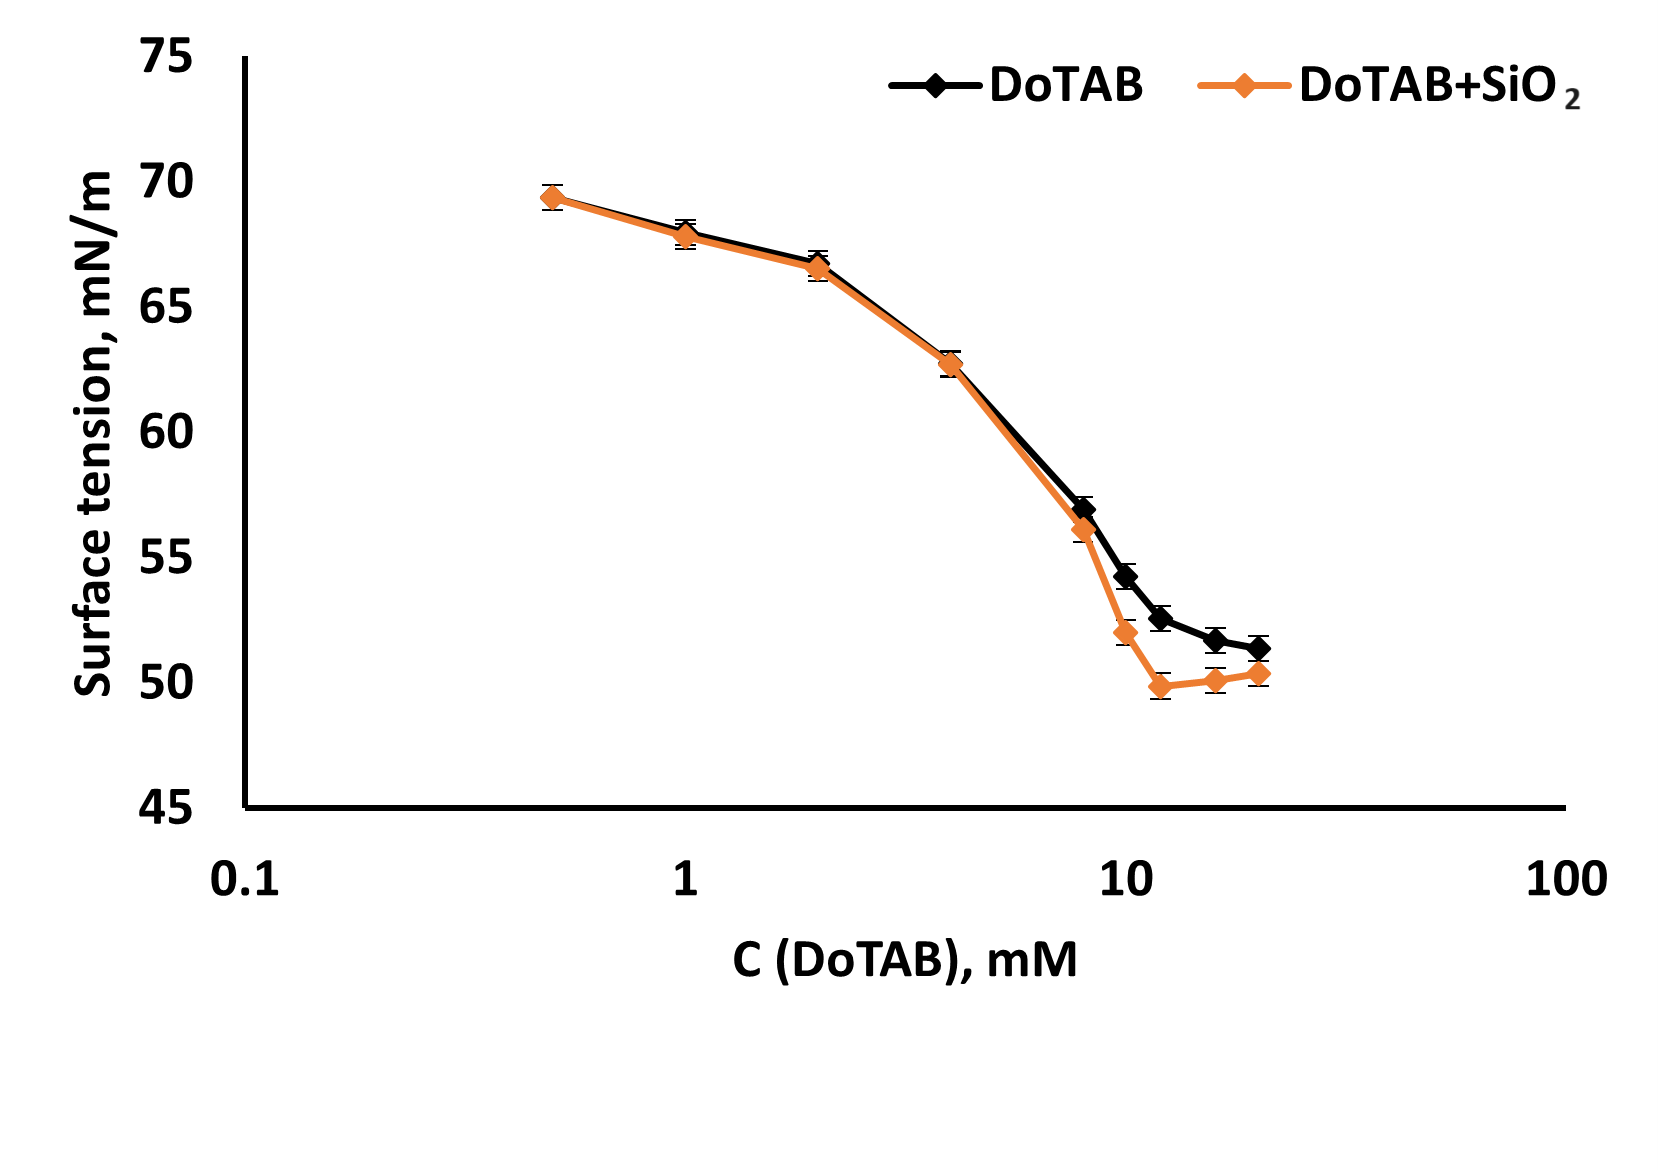 75
DoTAB
DoTAB+SiO₂
70
65
60
55
50
45
Surface tension, mN/m
0.1
1
10
100
C (DoTAB), mM